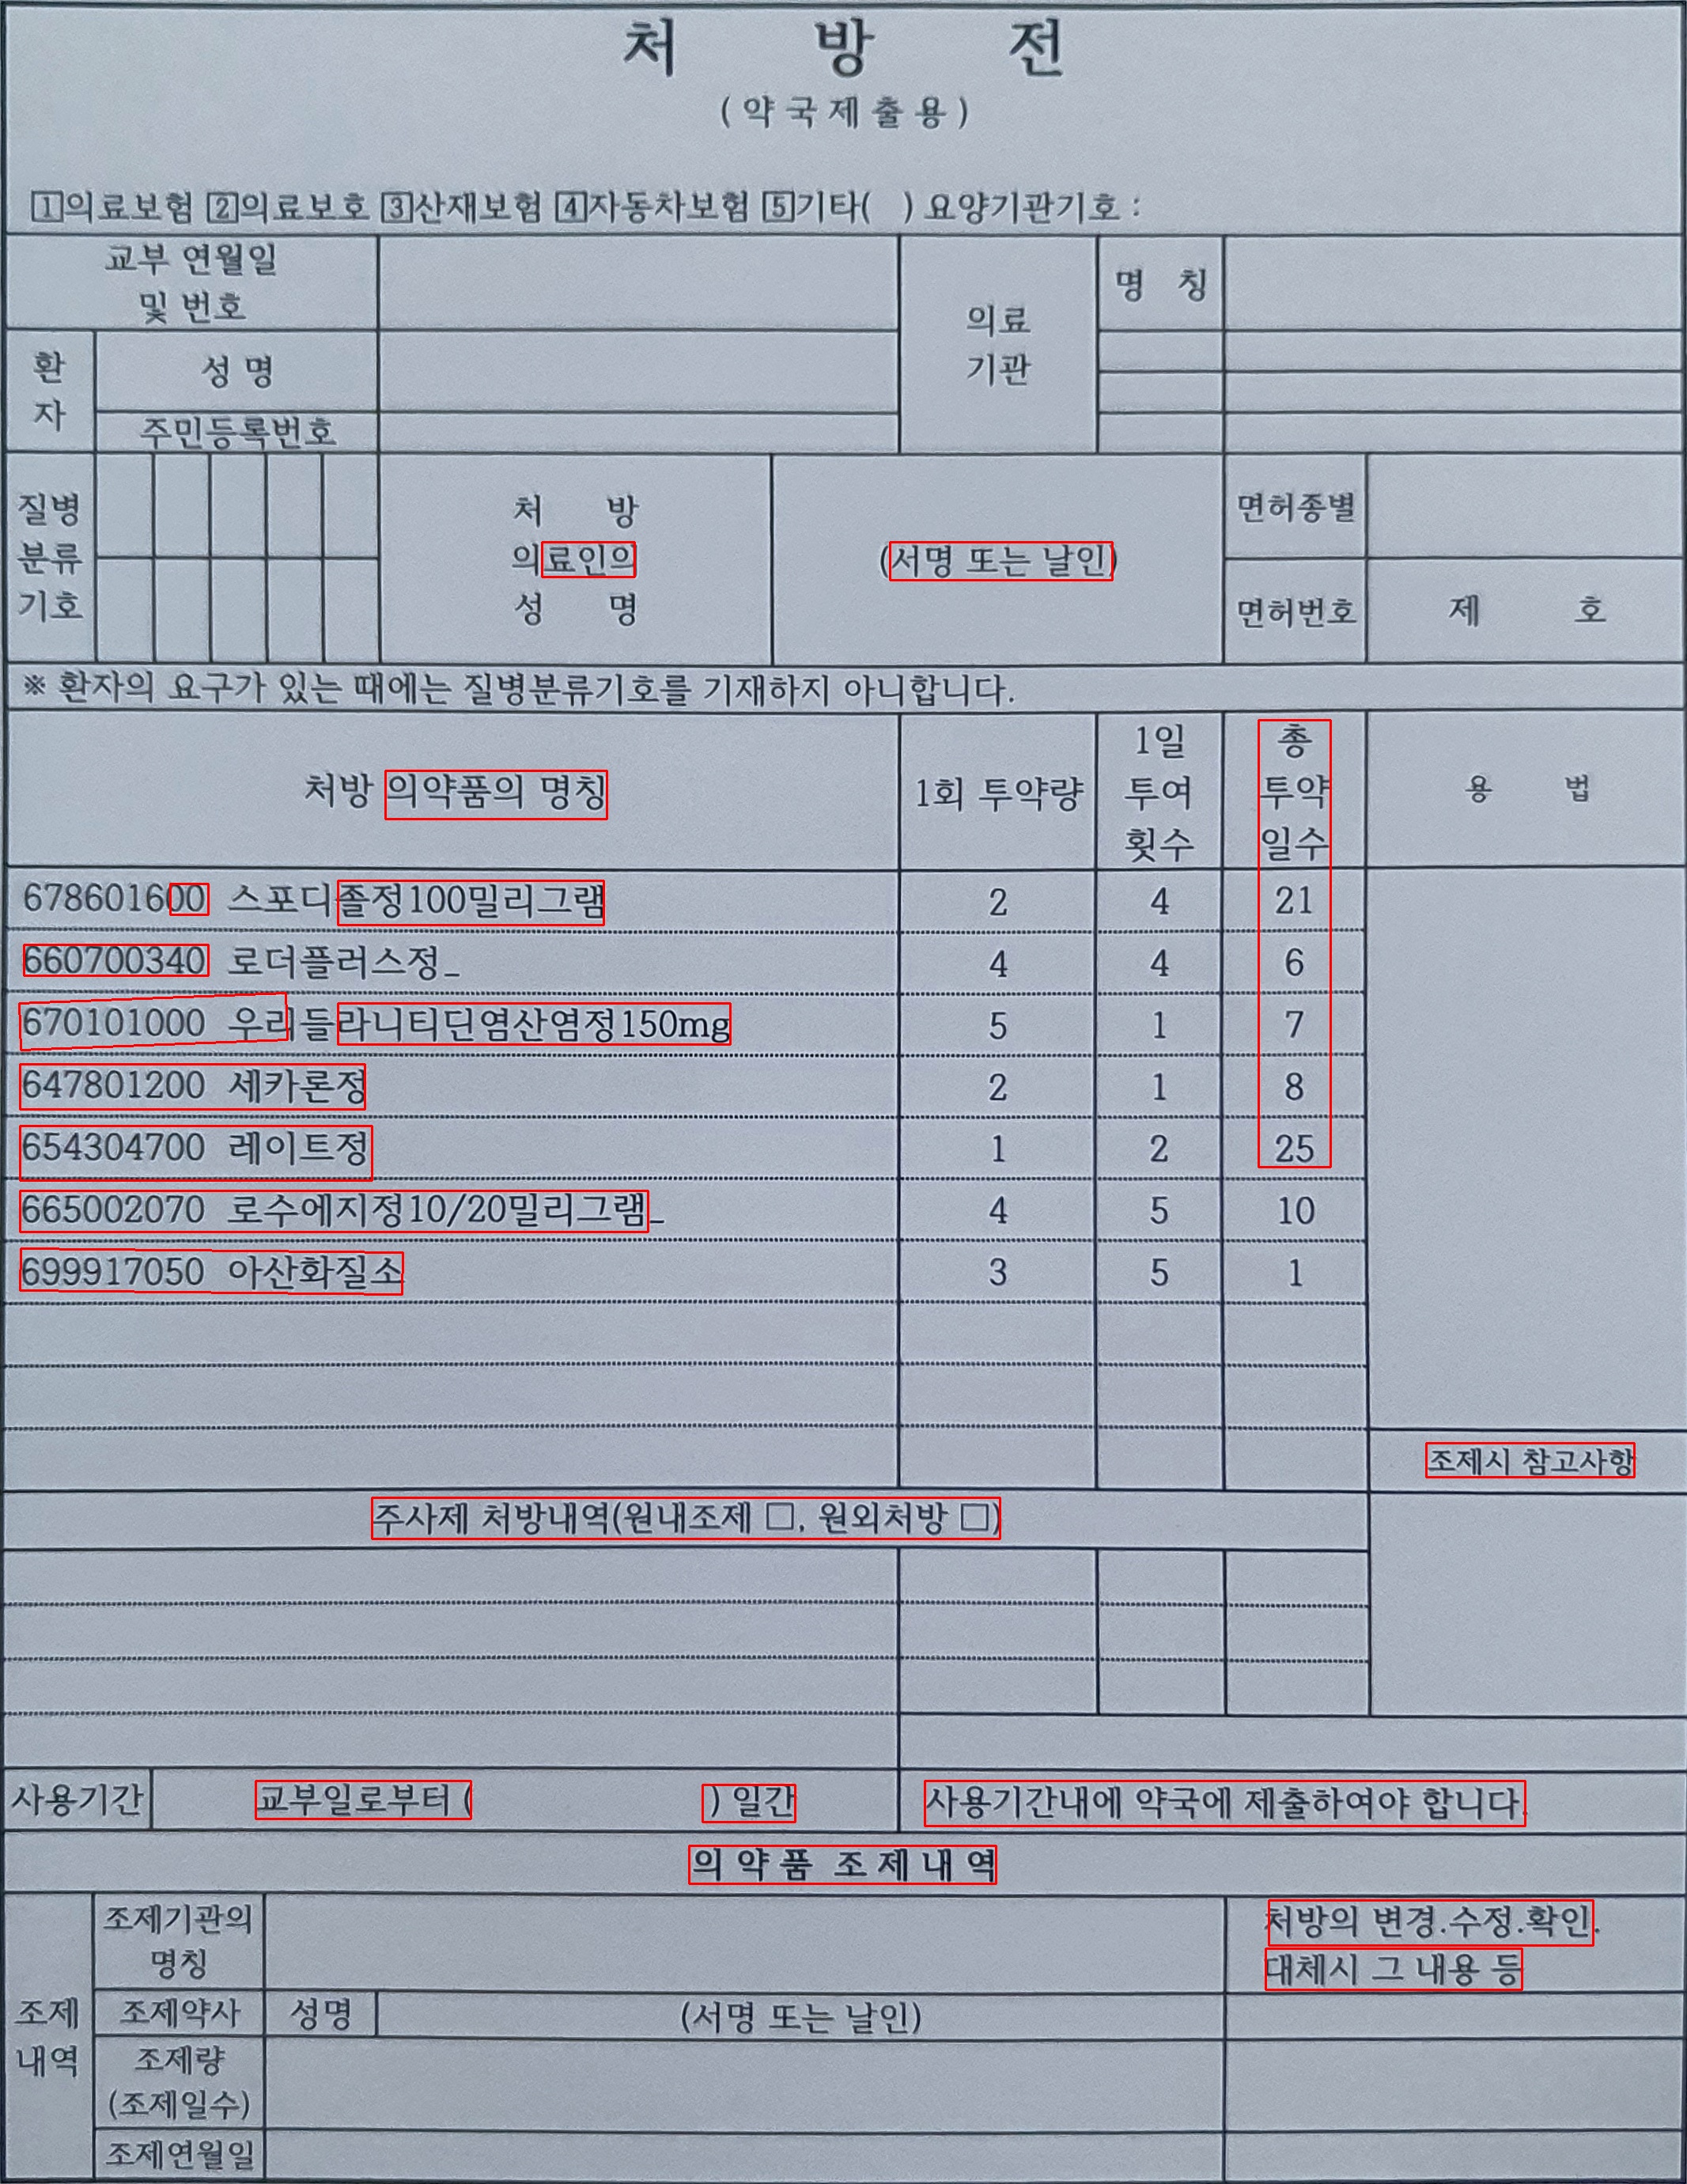 처 방 전
(약국제출용)
1의료보험 2의료보호 3산재보험 4자동차보험 5기타( ) 요양기관기호 :
교부 연월일 및 번호
의료 기관
명 칭
환자
성 명
주민등록번호
질병 분류 기호
처 방 의료인의 성 명
(서명 또는 날인)
면허종별
면허번호
제 호
※ 환자의 요구가 있는 때에는 질병분류기호를 기재하지 아니합니다.
처방 의약품의 명칭 1회 투약량 1일 투여 횟수 총 투약 일수 용 법
678601600 스포디졸정100밀리그램 2 4 21
660700340 로더플러스정_ 4 4 6
670101000 우리들라니티딘염산염정150mg 5 1 7
647801200 세카론정 2 1 8
654304700 레이트정 1 2 25
665002070 로수에지정10/20밀리그램_ 4 5 10
699917050 아산화질소 3 5 1
조제시 참고사항
주사제 처방내역(원내조제 □, 원외처방 □)
사용기간 교부일로부터 ( ) 일간 사용기간내에 약국에 제출하여야 합니다.
의 약 품 조 제 내 역
조제 내역
조제기관의 명칭
처방의 변경.수정.확인.
대체시 그 내용 등
조제약사 성명 (서명 또는 날인)
조제량
(조제일수)
조제연월일